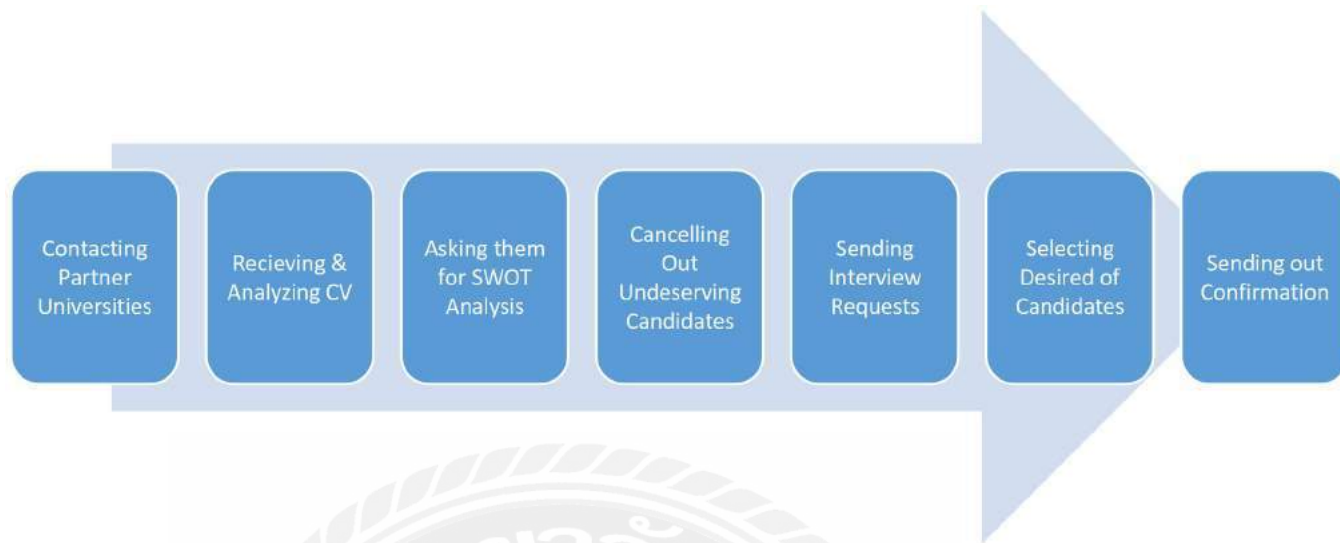 Contacting
Partner
Universities
Recieving &
Analyzing CV
Asking them
for SWOT
Analysis
Cancelling
Out
Undeserving
Candidates
Sending
Interview
Requests
Selecting
Desired of
Candidates
Sending out
Confirmation